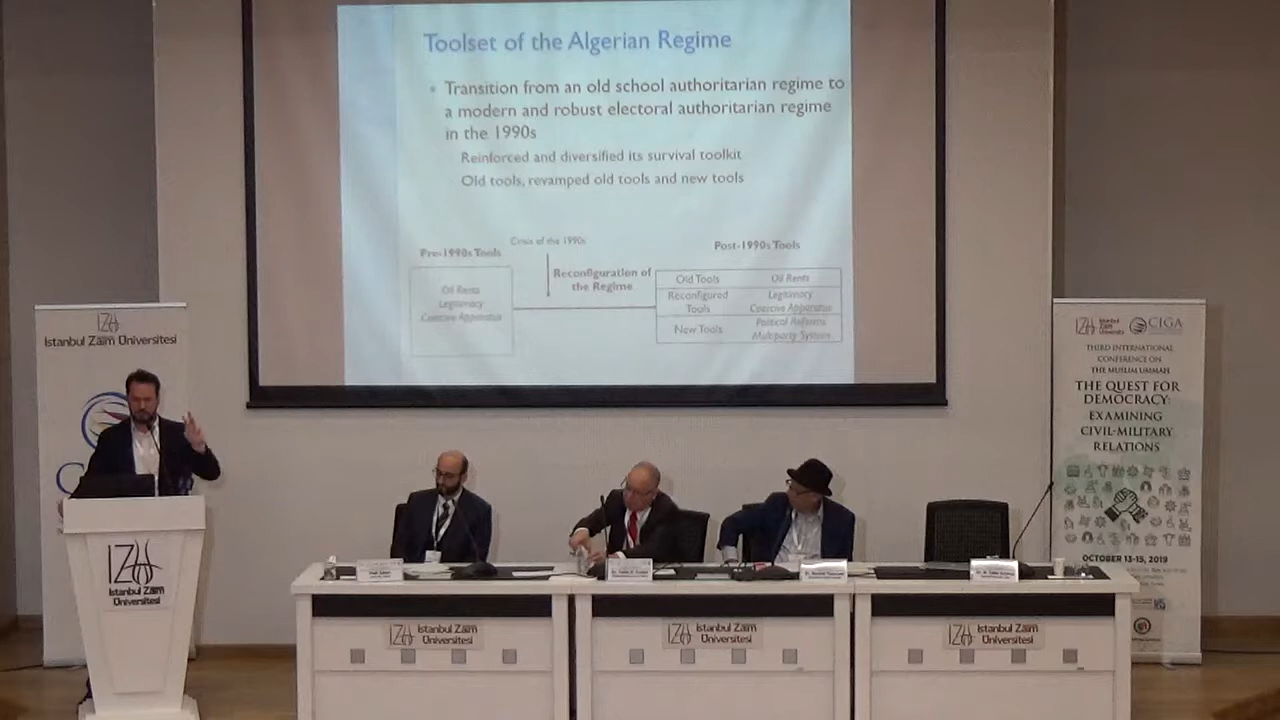 Toolset of the Algerian Regime
Transition from an old school authoritarian regime to
a modern and robust electoral authoritarian regime
in the 1990s
Reinforced and diversified its survival toolkit
Old tools, revamped old tools and new tools
Crisis of the 1990s
Pre-1990s Tools
Oil Rents
Legitimacy
Coercive Apparatus
Reconfiguration of
the Regime
Post-1990s Tools
Old Tools
Oil Rents
Reconfigured
Tools
Legitimacy
Coercive Apparatus
New Tools
Political Reforms
Multiparty System
İZÜ
Istanbul Zaim Üniversitesi
C
İZÜ
Istanbul Zaim
Üniversitesi
İZÜ
Istanbul Zaim
Üniversitesi
İZÜ
Istanbul Zaim
Üniversitesi
İZÜ
Istanbul Zaim
Üniversitesi
CIGA
THIRD INTERNATIONAL
CONFERENCE ON
THE MUSLIM UMMAH
THE QUEST FOR
DEMOCRACY:
EXAMINING
CIVIL-MILITARY
RELATIONS
OCTOBER 13-15, 2019